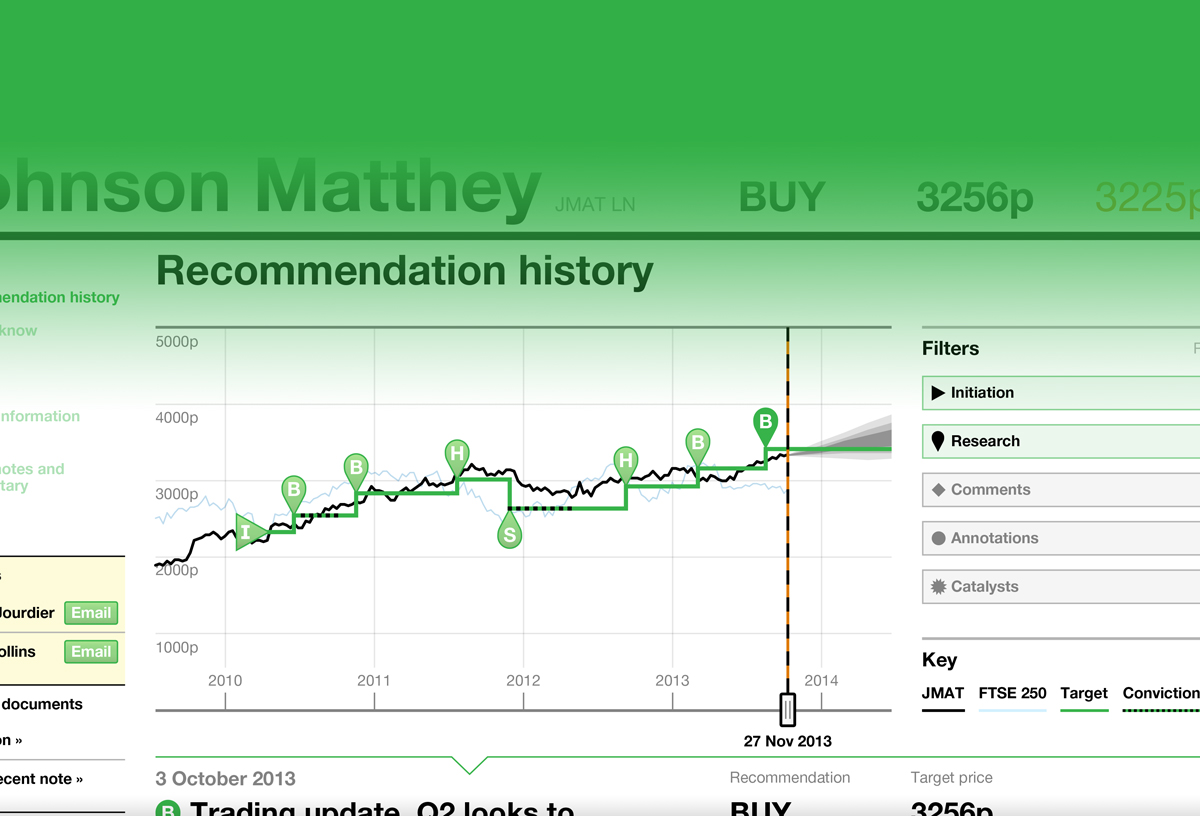 ohnson Matthey JMAT LN BUY 3256p 3225p
Recommendation history
endation history
know
nformation
notes and
tary
s
Jourdier Email
ollins Email
documents
on »
ecent note »
5000p
4000p
3000p
2000p
1000p
I B B H S H B B
2010 2011 2012 2013 2014
27 Nov 2013
Filters F
Initiation
Research
Comments
Annotations
Catalysts
Key
JMAT FTSE 250 Target Conviction
3 October 2013 Recommendation Target price
B Trading update, Q2 looks to BUY 3256p